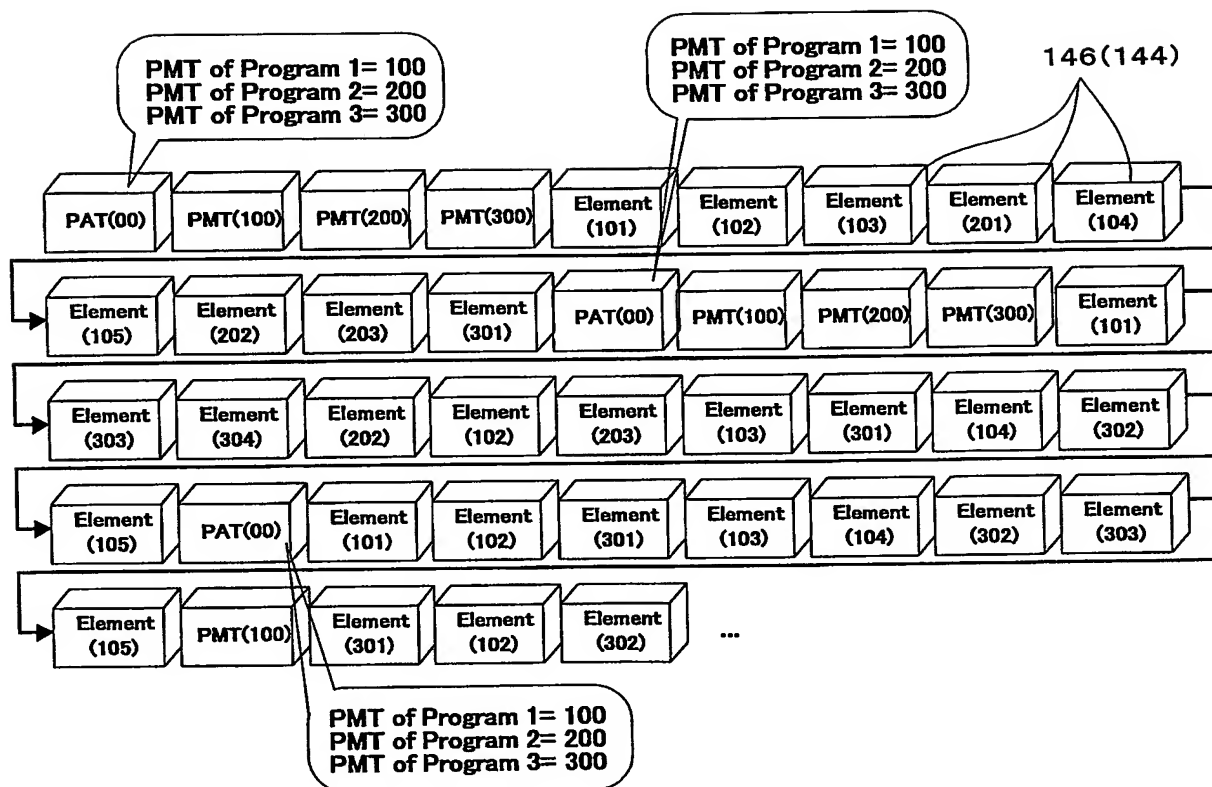 PMT of Program 1= 100
PMT of Program 2= 200
PMT of Program 3= 300
PMT of Program 1= 100
PMT of Program 2= 200
PMT of Program 3= 300
146(144)
PAT(00)
PMT(100)
PMT(200)
PMT(300)
Element
(101)
Element
(102)
Element
(103)
Element
(201)
Element
(104)
Element
(105)
Element
(202)
Element
(203)
Element
(301)
PAT(00)
PMT(100)
PMT(200)
PMT(300)
Element
(101)
Element
(303)
Element
(304)
Element
(202)
Element
(102)
Element
(203)
Element
(103)
Element
(301)
Element
(104)
Element
(302)
Element
(105)
PAT(00)
Element
(101)
Element
(102)
Element
(301)
Element
(103)
Element
(104)
Element
(302)
Element
(303)
Element
(105)
PMT(100)
Element
(301)
Element
(102)
Element
(302)
...
PMT of Program 1= 100
PMT of Program 2= 200
PMT of Program 3= 300